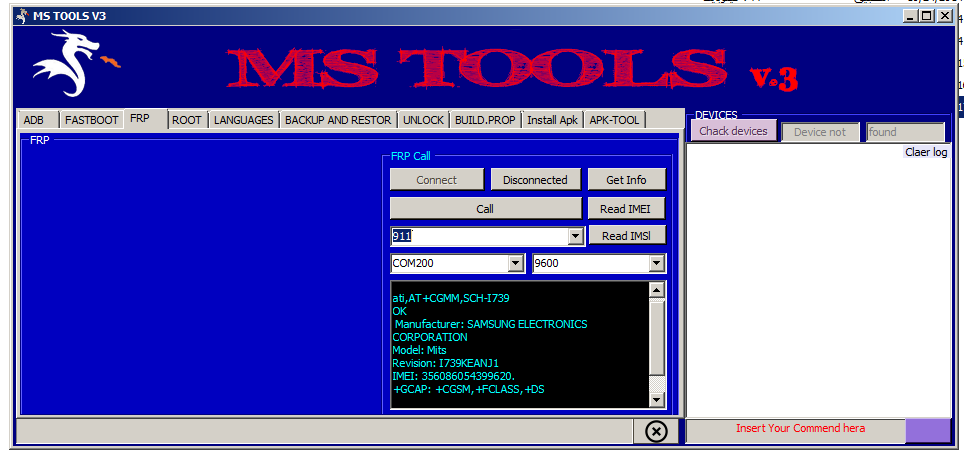 MS TOOLS V3
MS TOOLS v.3
ADB FASTBOOT FRP ROOT LANGUAGES BACKUP AND RESTOR UNLOCK BUILD.PROP Install Apk APK-TOOL
DEVICES
Chack devices Device not found
Claer log
FRP
FRP Call
Connect Disconnected Get Info
Call Read IMEI
911 Read IMSI
COM200 9600
ati,AT+CGMM,SCH-I739
OK
Manufacturer: SAMSUNG ELECTRONICS
CORPORATION
Model: Mits
Revision: I739KEANJ1
IMEI: 356086054399620.
+GCAP: +CGSM,+FCLASS,+DS
Insert Your Commend hera